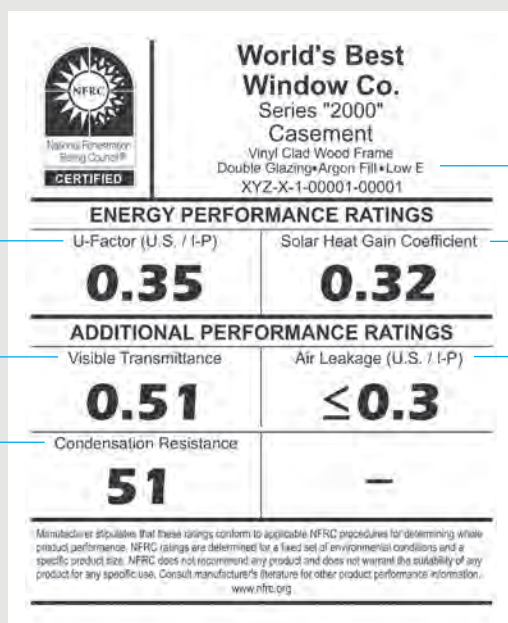 NFRC
National Fenestration
Rating Council®
CERTIFIED
World's Best
Window Co.
Series "2000"
Casement
Vinyl Clad Wood Frame
Double Glazing•Argon Fill•Low E
XYZ-X-1-00001-00001
ENERGY PERFORMANCE RATINGS
U-Factor (U.S. / I-P)
Solar Heat Gain Coefficient
0.35
0.32
ADDITIONAL PERFORMANCE RATINGS
Visible Transmittance
Air Leakage (U.S. / I-P)
0.51
≤0.3
Condensation Resistance
51
–
Manufacturer stipulates that these ratings conform to applicable NFRC procedures for determining whole
product performance. NFRC ratings are determined for a fixed set of environmental conditions and a
specific product size. NFRC does not recommend any product and does not warrant the suitability of any
product for any specific use. Consult manufacturer's literature for other product performance information.
www.nfrc.org